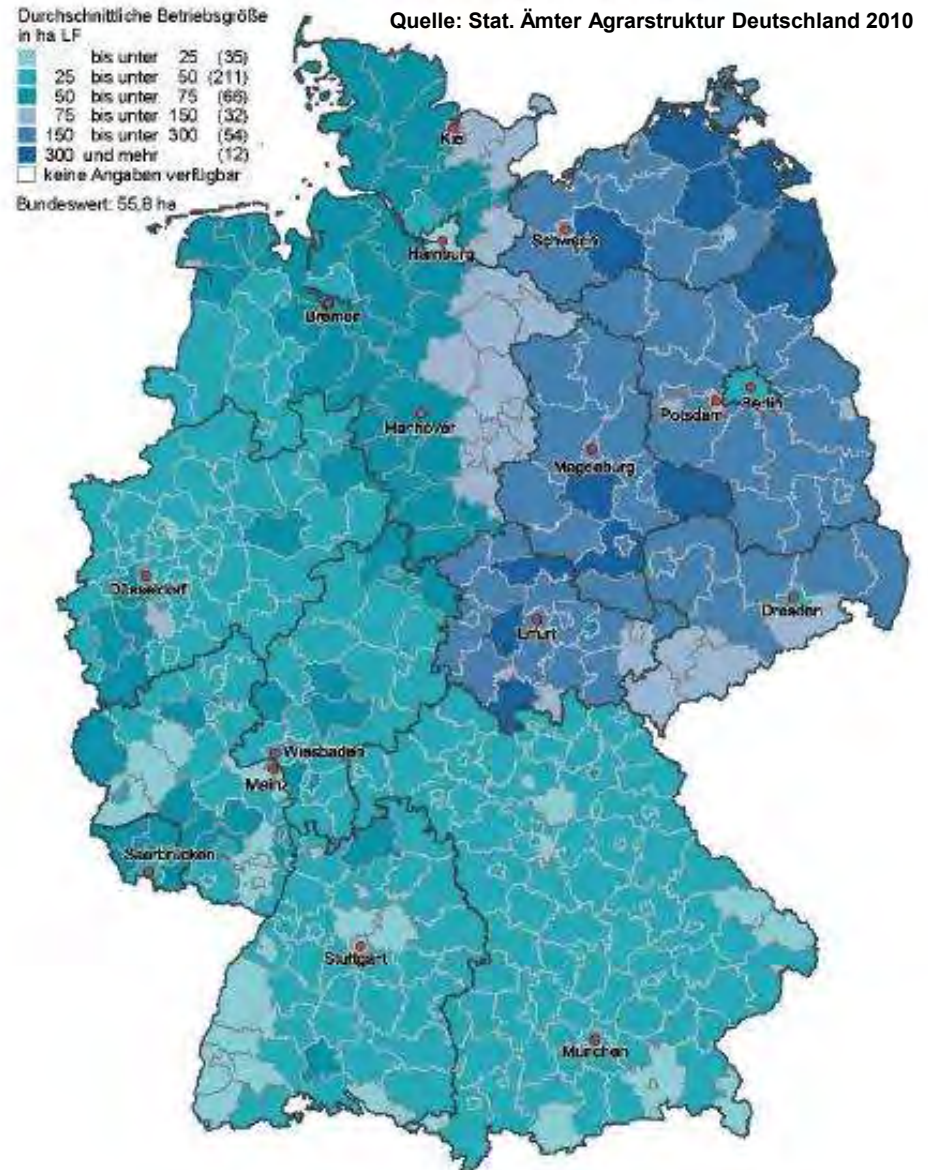 Durchschnittliche Betriebsgröße
in ha LF
bis unter 25 (35)
25 bis unter 50 (211)
50 bis unter 75 (66)
75 bis unter 150 (32)
150 bis unter 300 (54)
300 und mehr (12)
keine Angaben verfügbar
Bundeswert: 55,8 ha
Quelle: Stat. Ämter Agrarstruktur Deutschland 2010
Kiel
Schwerin
Hamburg
Bremen
Berlin
Potsdam
Hannover
Magdeburg
Düsseldorf
Dresden
Erfurt
Wiesbaden
Mainz
Saarbrücken
Stuttgart
München